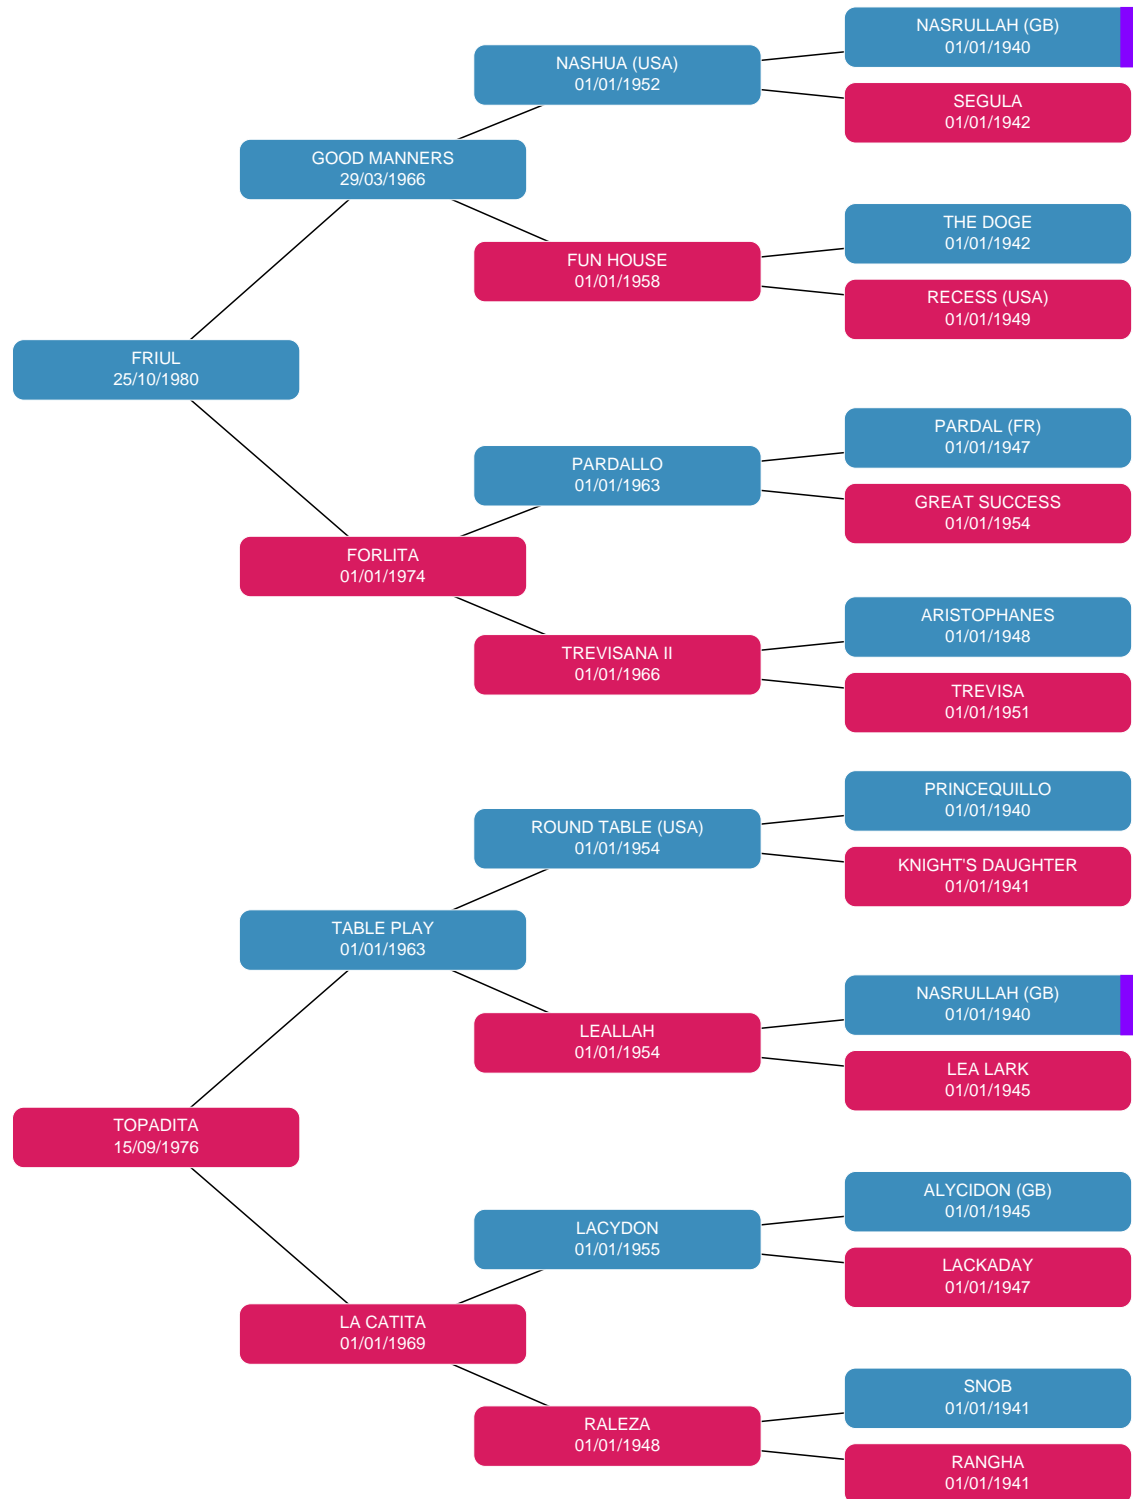 NASRULLAH (GB)
01/01/1940
NASHUA (USA)
01/01/1952
SEGULA
01/01/1942
GOOD MANNERS
29/03/1966
THE DOGE
01/01/1942
FUN HOUSE
01/01/1958
RECESS (USA)
01/01/1949
FRIUL
25/10/1980
PARDAL (FR)
01/01/1947
PARDALLO
01/01/1963
GREAT SUCCESS
01/01/1954
FORLITA
01/01/1974
ARISTOPHANES
01/01/1948
TREVISANA II
01/01/1966
TREVISA
01/01/1951
PRINCEQUILLO
01/01/1940
ROUND TABLE (USA)
01/01/1954
KNIGHT'S DAUGHTER
01/01/1941
TABLE PLAY
01/01/1963
NASRULLAH (GB)
01/01/1940
LEALLAH
01/01/1954
LEA LARK
01/01/1945
TOPADITA
15/09/1976
ALYCIDON (GB)
01/01/1945
LACYDON
01/01/1955
LACKADAY
01/01/1947
LA CATITA
01/01/1969
SNOB
01/01/1941
RALEZA
01/01/1948
RANGHA
01/01/1941